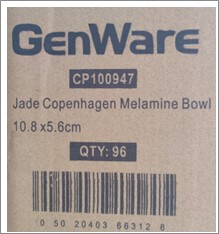 GenWare
CP100947
Jade Copenhagen Melamine Bowl
10.8 x5.6cm
QTY: 96
0 50 20403 66312 8